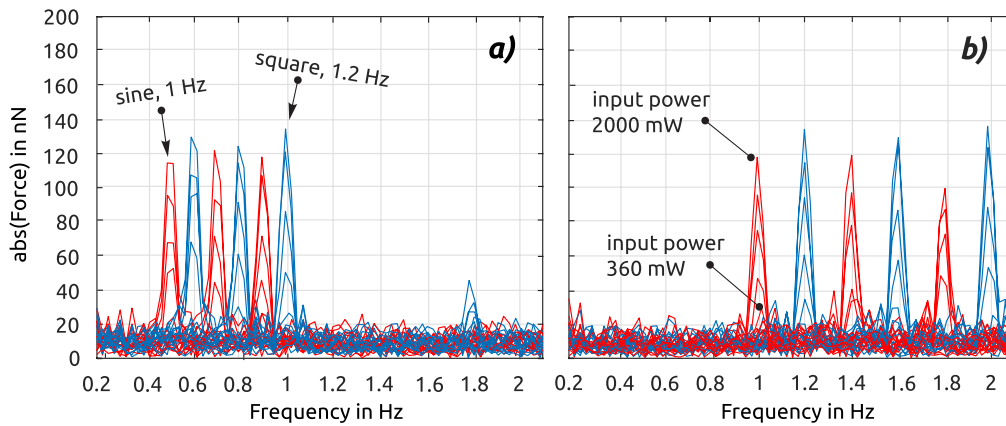 200
180
160
140
120
100
80
60
40
20
0
abs(Force) in nN
a)
sine, 1 Hz
square, 1.2 Hz
0.2 0.4 0.6 0.8 1 1.2 1.4 1.6 1.8 2
Frequency in Hz
b)
input power
2000 mW
input power
360 mW
0.2 0.4 0.6 0.8 1 1.2 1.4 1.6 1.8 2
Frequency in Hz